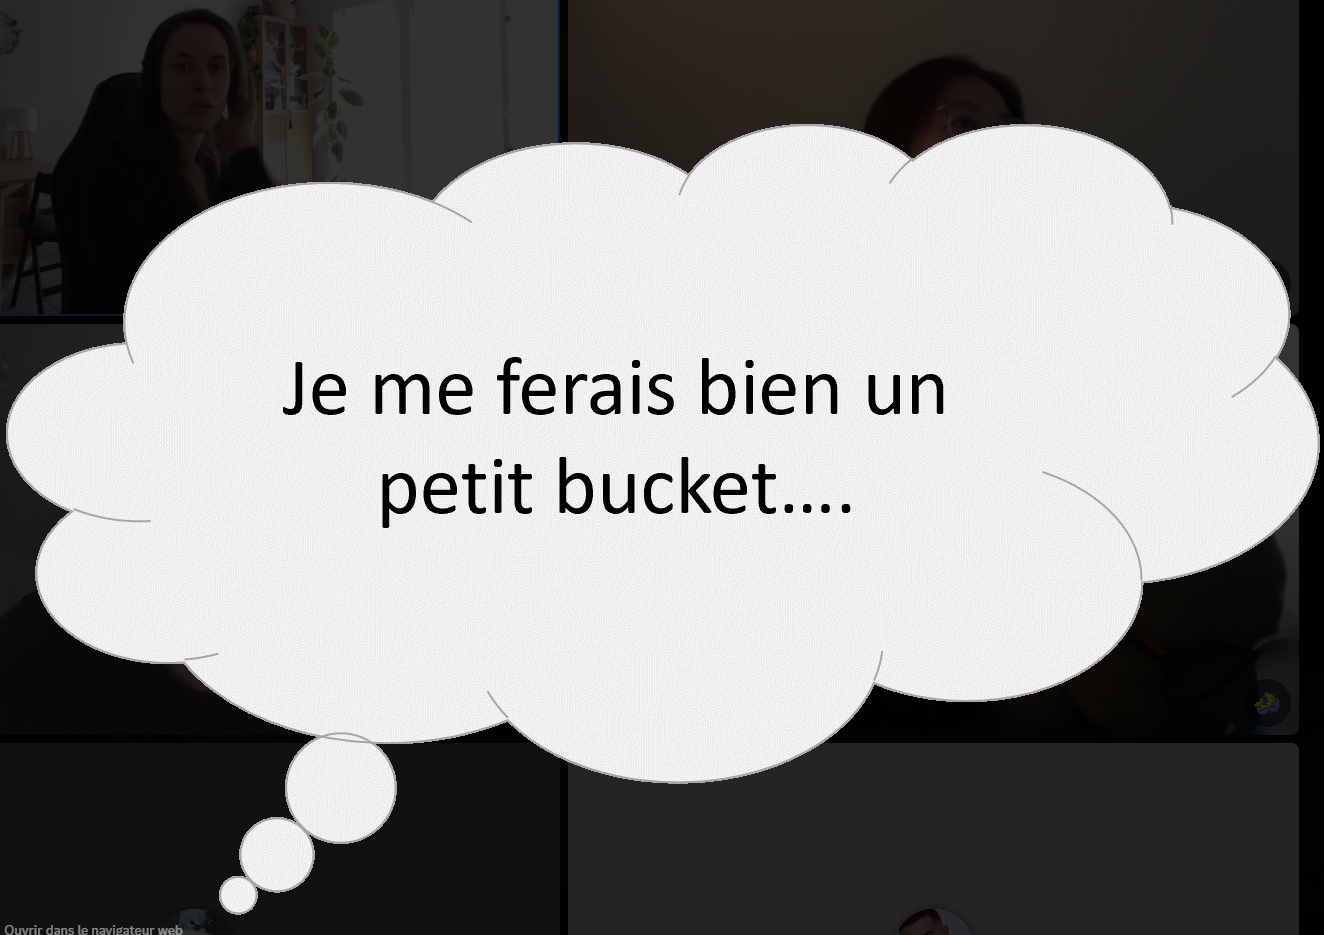 Je me ferais bien un
petit bucket....
Ouvrir dans le navigateur web